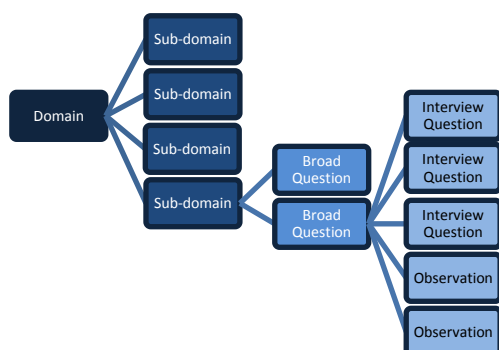 Domain
Sub-domain
Sub-domain
Sub-domain
Sub-domain
Broad
Question
Broad
Question
Interview
Question
Interview
Question
Interview
Question
Observation
Observation